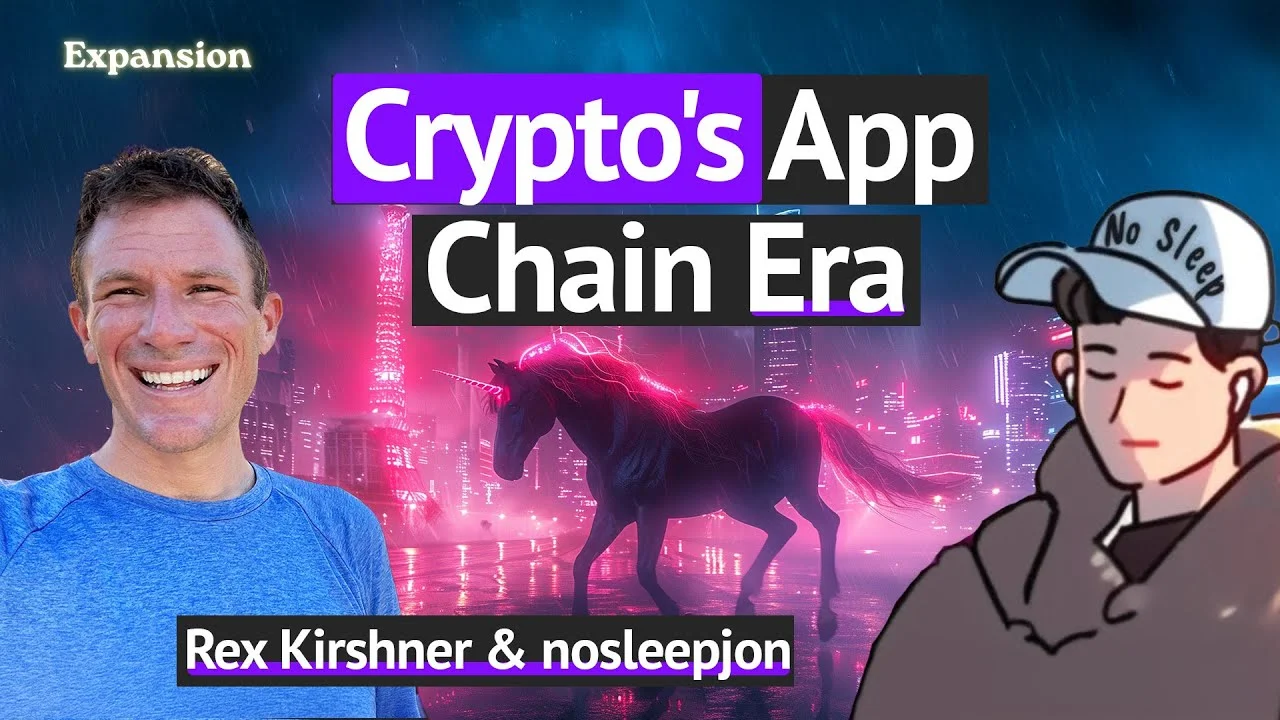 Expansion
Crypto's App
Chain Era
No Sleep
Rex Kirshner & nosleepjon